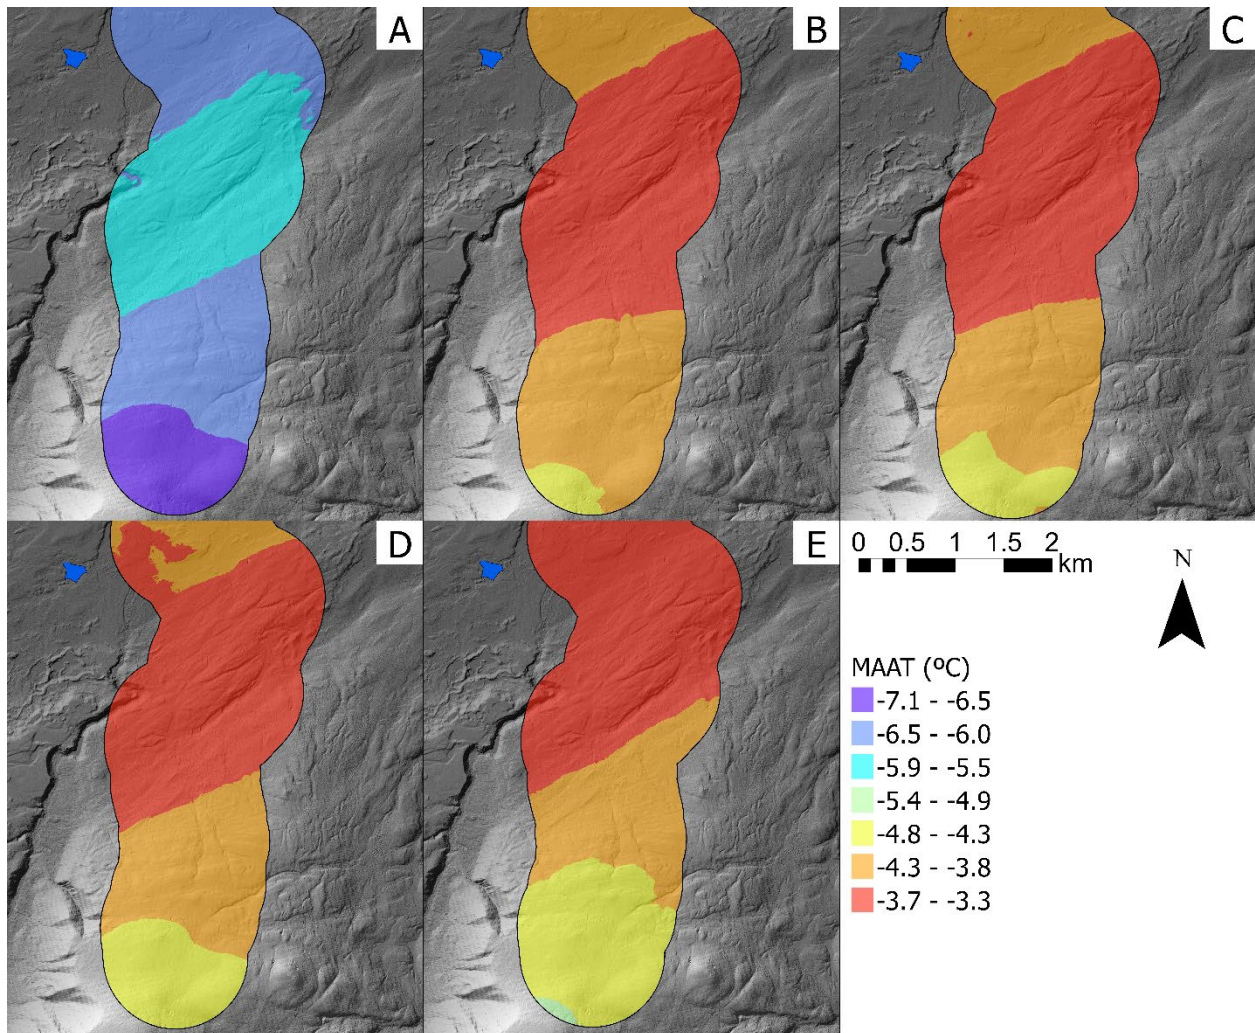 A
B
C
D
E
0 0.5 1 1.5 2
km
N
MAAT (ºC)
-7.1 - -6.5
-6.5 - -6.0
-5.9 - -5.5
-5.4 - -4.9
-4.8 - -4.3
-4.3 - -3.8
-3.7 - -3.3